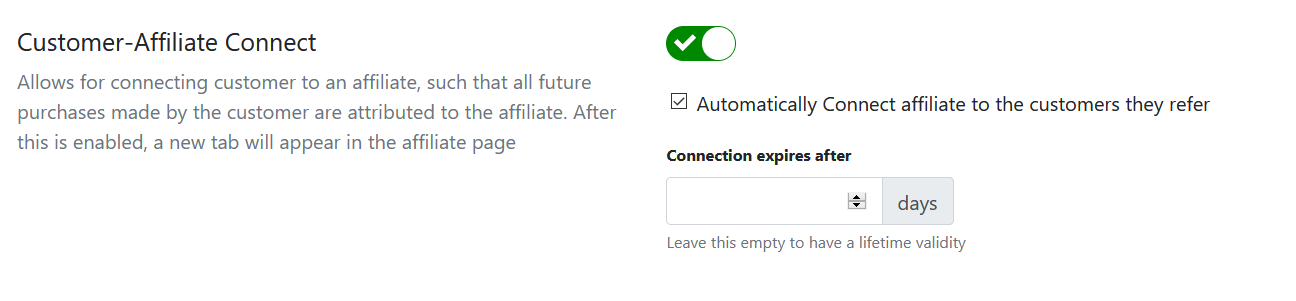 Customer-Affiliate Connect
Allows for connecting customer to an affiliate, such that all future
purchases made by the customer are attributed to the affiliate. After
this is enabled, a new tab will appear in the affiliate page
Automatically Connect affiliate to the customers they refer
Connection expires after
days
Leave this empty to have a lifetime validity